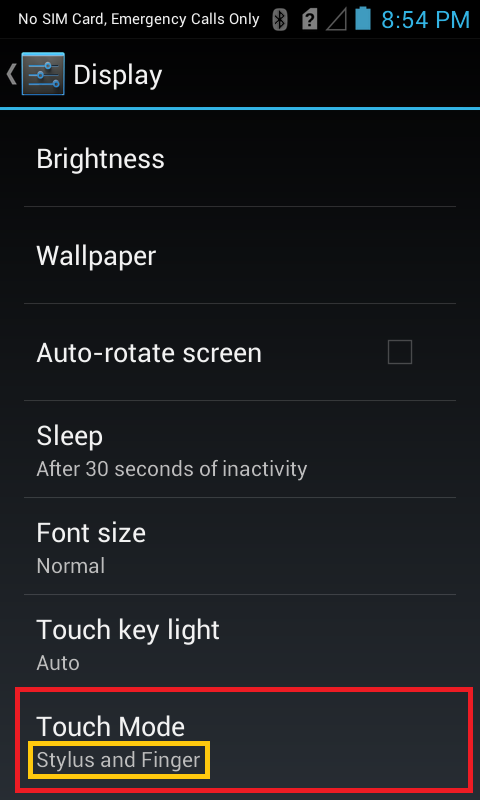 No SIM Card, Emergency Calls Only 8:54 PM
Display
Brightness
Wallpaper
Auto-rotate screen
Sleep
After 30 seconds of inactivity
Font size
Normal
Touch key light
Auto
Touch Mode
Stylus and Finger